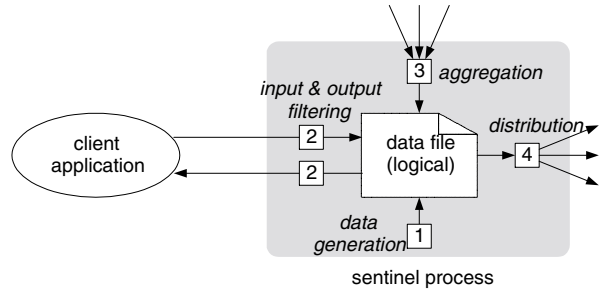 3
aggregation
input & output
filtering
2
2
client
application
data file
(logical)
distribution
4
data
generation
1
sentinel process